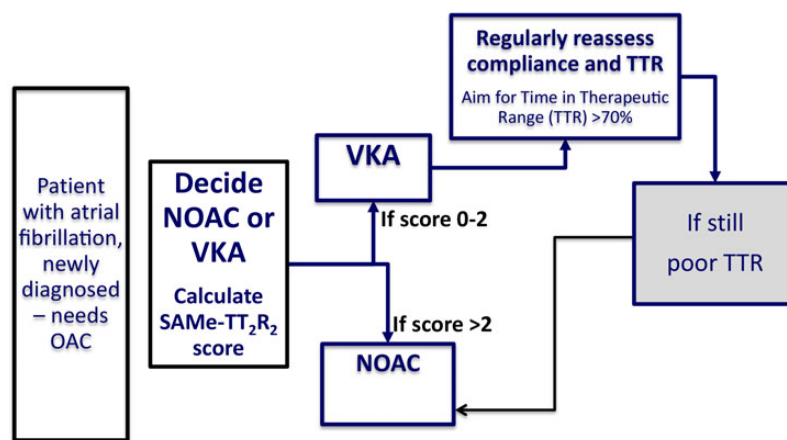 Patient
with atrial
fibrillation,
newly
diagnosed
– needs
OAC
Decide
NOAC or
VKA
Calculate
SAMe-TT₂R₂
score
If score 0-2
VKA
Regularly reassess
compliance and TTR
Aim for Time in Therapeutic
Range (TTR) >70%
If still
poor TTR
If score >2
NOAC